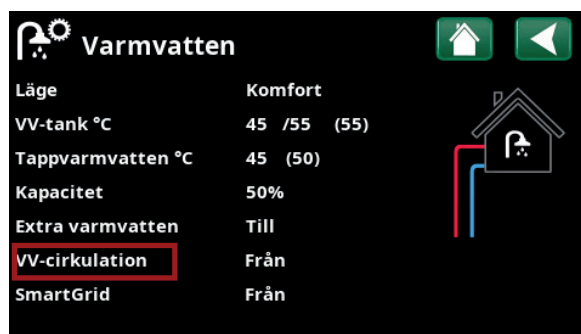 Varmvatten
Läge Komfort
VV-tank °C 45 /55 (55)
Tappvarmvatten °C 45 (50)
Kapacitet 50%
Extra varmvatten Till
VV-cirkulation Från
SmartGrid Från